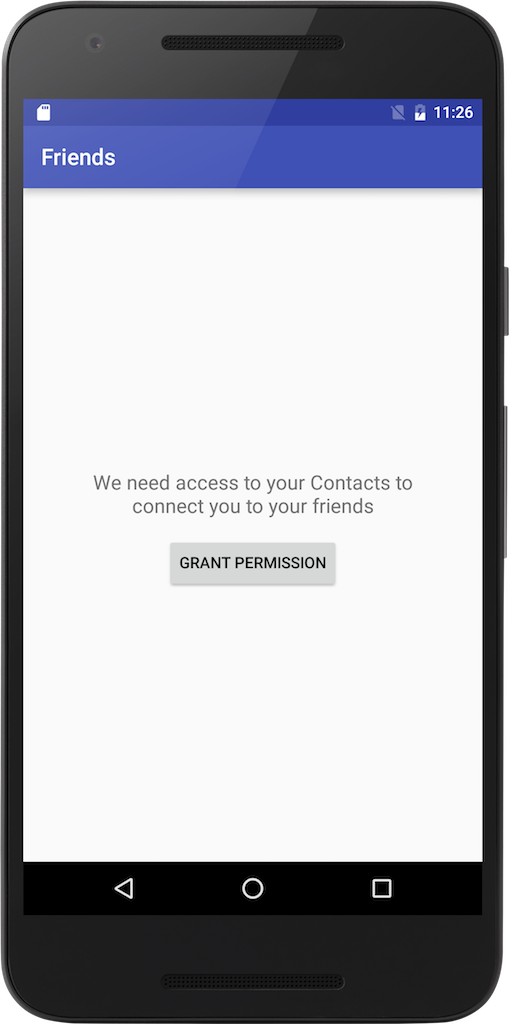 11:26
Friends
We need access to your Contacts to
connect you to your friends
GRANT PERMISSION